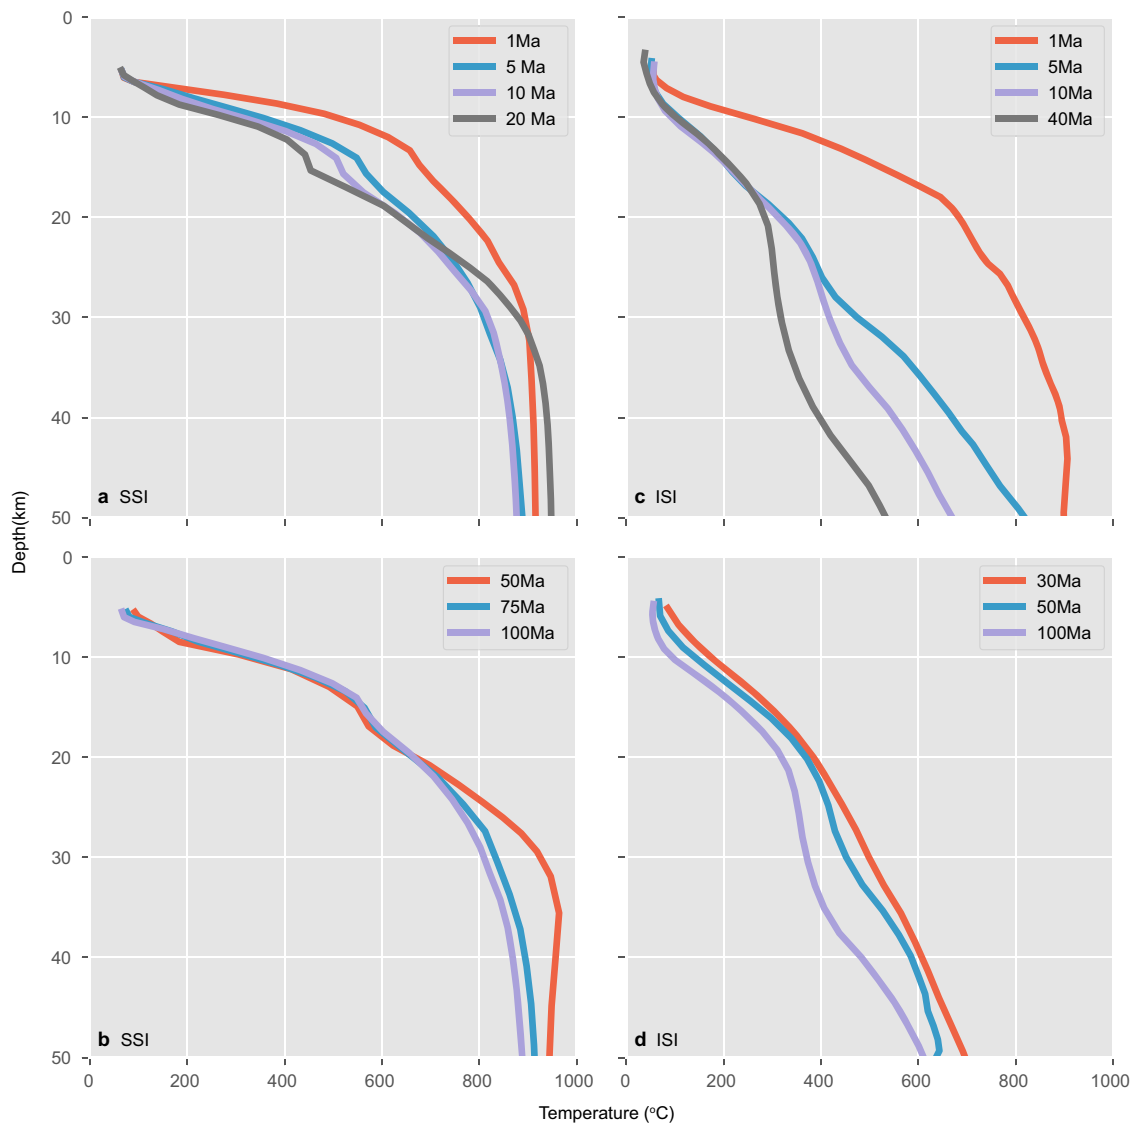 0
10
20
30
40
50
1Ma
5 Ma
10 Ma
20 Ma
a SSI
1Ma
5Ma
10Ma
40Ma
c ISI
Depth(km)
0
10
20
30
40
50
50Ma
75Ma
100Ma
b SSI
30Ma
50Ma
100Ma
d ISI
0 200 400 600 800 1000
0 200 400 600 800 1000
Temperature (°C)